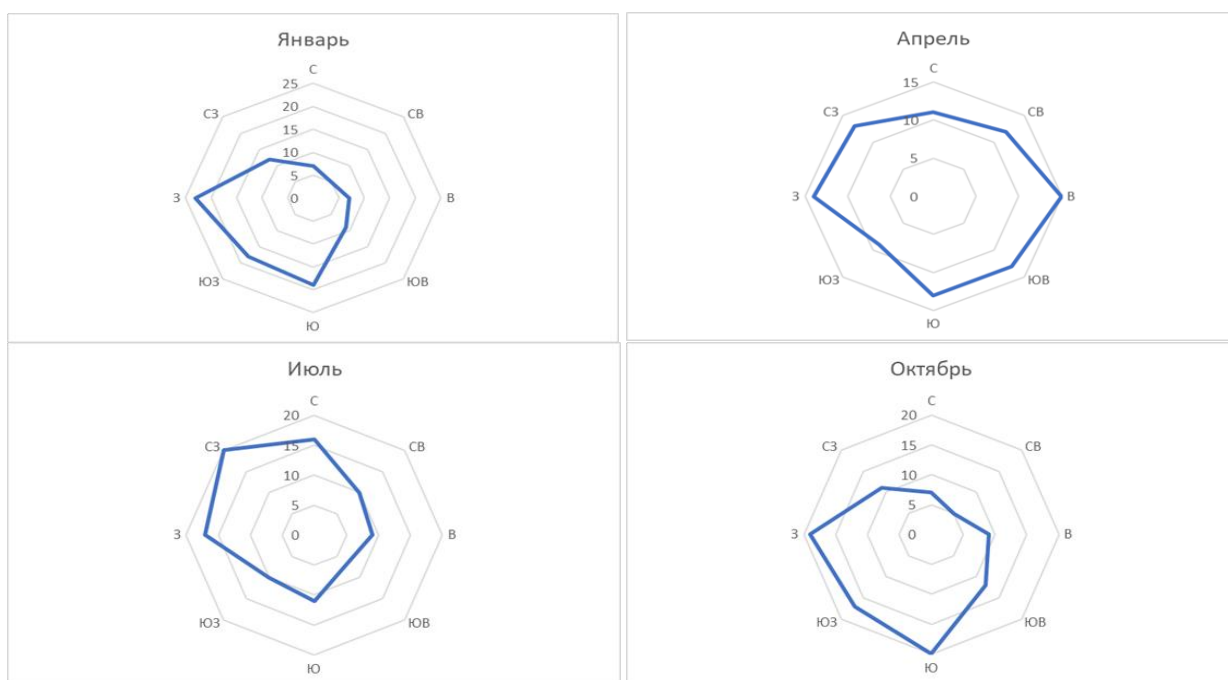 Январь
С
СВ
В
ЮВ
Ю
ЮЗ
З
СЗ
25
20
15
10
5
0
Апрель
С
СВ
В
ЮВ
Ю
ЮЗ
З
СЗ
15
10
5
0
Июль
С
СВ
В
ЮВ
Ю
ЮЗ
З
СЗ
20
15
10
5
0
Октябрь
С
СВ
В
ЮВ
Ю
ЮЗ
З
СЗ
20
15
10
5
0